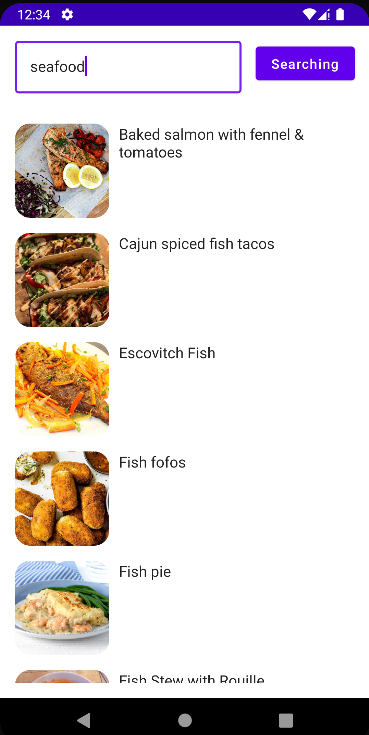 12:34
seafood
Searching
Baked salmon with fennel &
tomatoes
Cajun spiced fish tacos
Escovitch Fish
Fish fofos
Fish pie
Fish Stew with Rouille